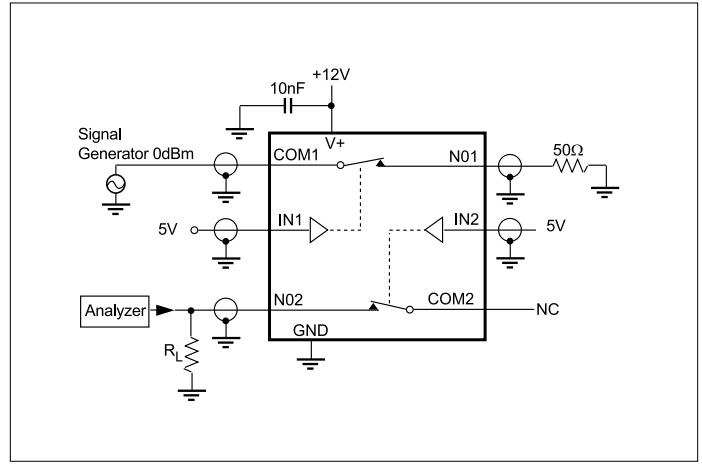 +12V
10nF
Signal
Generator 0dBm
V+
COM1
N01
50Ω
5V
IN1
IN2
5V
Analyzer
N02
COM2
NC
GND
RL